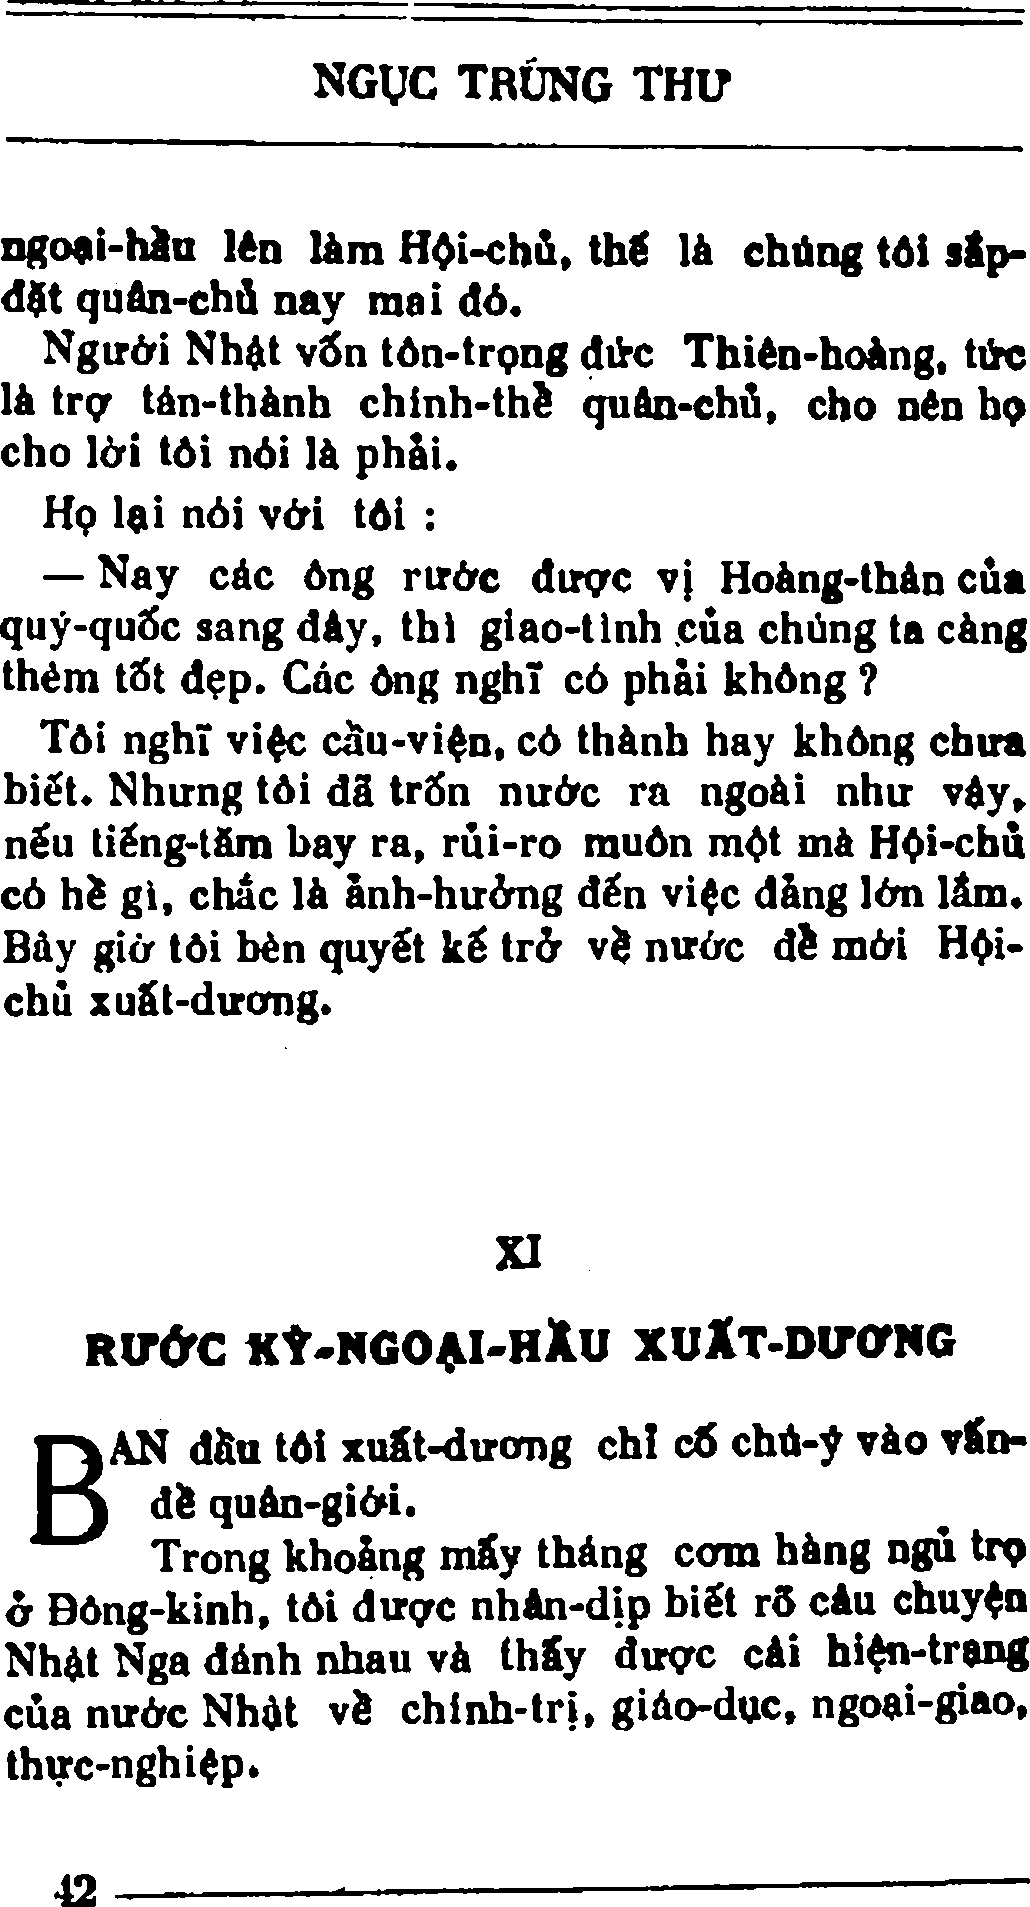 NGỤC TRUNG THƯ
ngoại-hầu lên làm Hội-chủ, thế là chúng tôi sắp-
đặt quân-chủ nay mai đó.
Người Nhật vốn tôn-trọng đức Thiên-hoàng, tức
là trợ tán-thành chính-thể quân-chủ, cho nên họ
cho lời tôi nói là phải.
Họ lại nói với tôi :
— Nay các ông rước được vị Hoàng-thân của
quý-quốc sang đây, thì giao-tình của chúng ta càng
thêm tốt đẹp. Các ông nghĩ có phải không ?
Tôi nghĩ việc cầu-viện, có thành hay không chưa
biết. Nhưng tôi đã trốn nước ra ngoài như vậy,
nếu tiếng-tăm bay ra, rủi-ro muôn một mà Hội-chủ
có hề gì, chắc là ảnh-hưởng đến việc đảng lớn lắm.
Bây giờ tôi bèn quyết kế trở về nước để mời Hội-
chủ xuất-dương.
XI
RƯỚC KỲ-NGOẠI-HẦU XUẤT-DƯƠNG
BAN đầu tôi xuất-dương chỉ cố chú-ý vào vấn-
đề quân-giới.
Trong khoảng mấy tháng cơm hàng ngủ trọ
ở Đông-kinh, tôi được nhân-dịp biết rõ câu chuyện
Nhật Nga đánh nhau và thấy được cái hiện-trạng
của nước Nhật về chính-trị, giáo-dục, ngoại-giao,
thực-nghiệp.
42